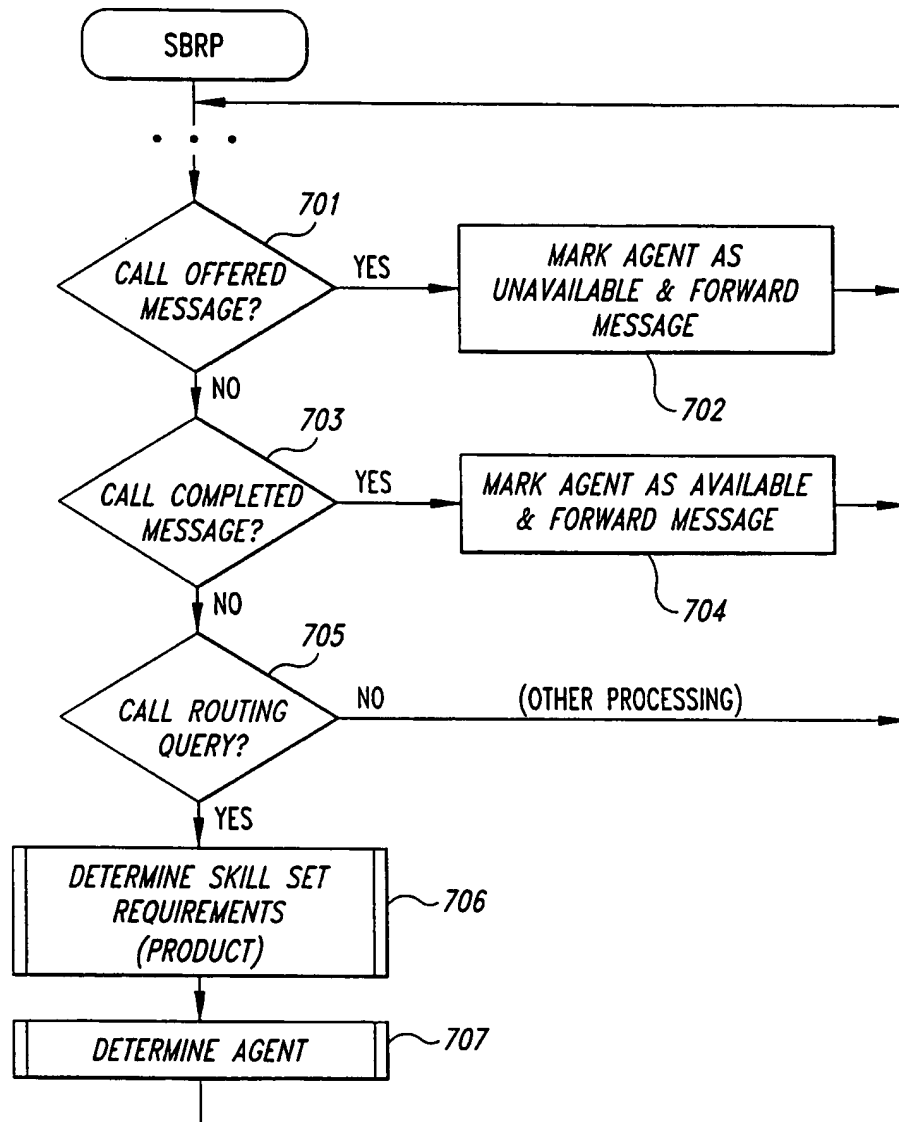 SBRP
701
CALL OFFERED
MESSAGE?
YES
MARK AGENT AS
UNAVAILABLE & FORWARD
MESSAGE
702
NO
703
CALL COMPLETED
MESSAGE?
YES
MARK AGENT AS AVAILABLE
& FORWARD MESSAGE
704
NO
705
CALL ROUTING
QUERY?
NO
(OTHER PROCESSING)
YES
DETERMINE SKILL SET
REQUIREMENTS
(PRODUCT)
706
DETERMINE AGENT
707